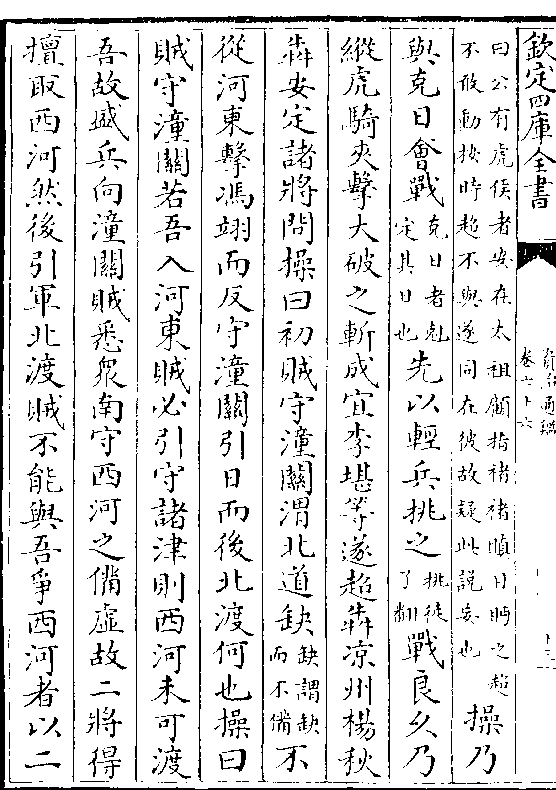 欽定四庫全書
資治通鑑
卷六十六
曰公有虎侯者安在太祖顧指褚褚瞋目盻之超
不敢動按時超不與遂同在彼故疑此說妄也
操乃
與克日會戰
克日者剋
定其日也
先以輕兵挑之
挑徒
了翻
戰良久乃
縱虎騎夾擊大破之斬成宜李堪等遂超犇凉州楊秋
犇安定諸將問操曰初賊守潼關渭北道缺
缺謂缺
而不備
不
從河東擊馮翊而反守潼關引日而後北渡何也操曰
賊守潼關若吾入河東賊必引守諸津則西河未可渡
吾故盛兵向潼關賊悉衆南守西河之備虛故二將得
擅取西河然後引軍北渡賊不能與吾爭西河者以二